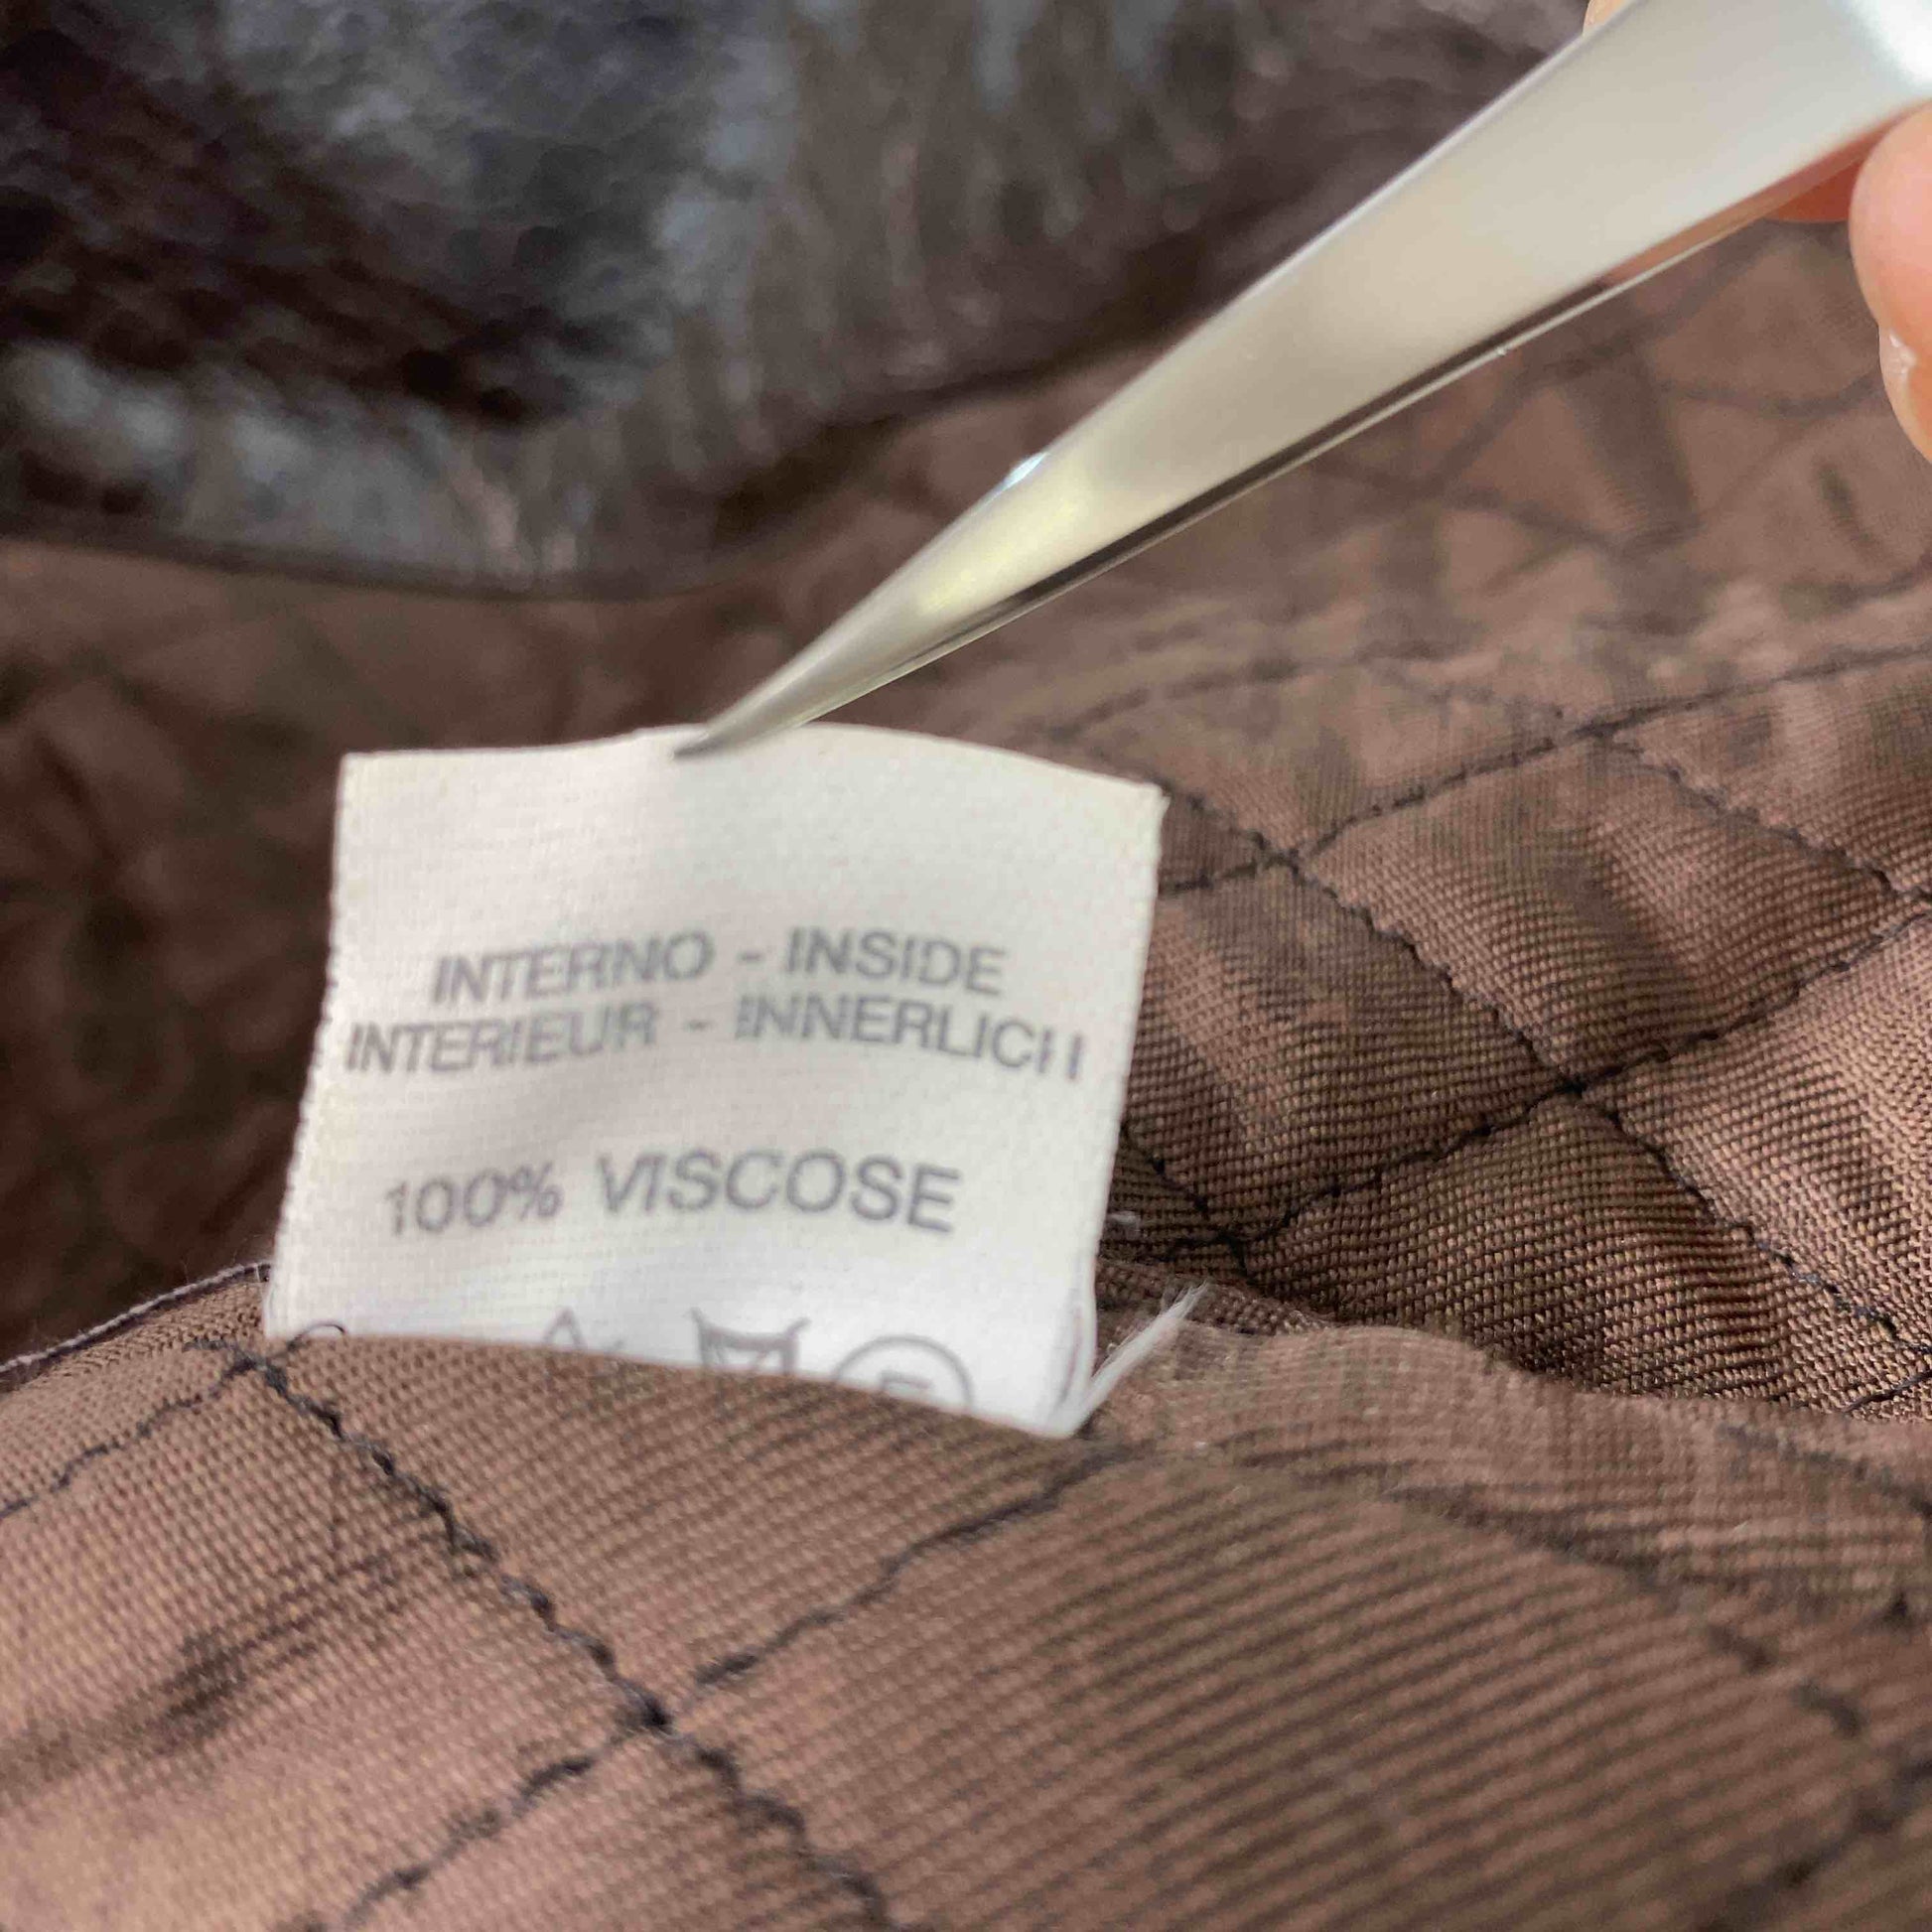 INTERNO - INSIDE
INTERIEUR - INNERLICH
100% VISCOSE